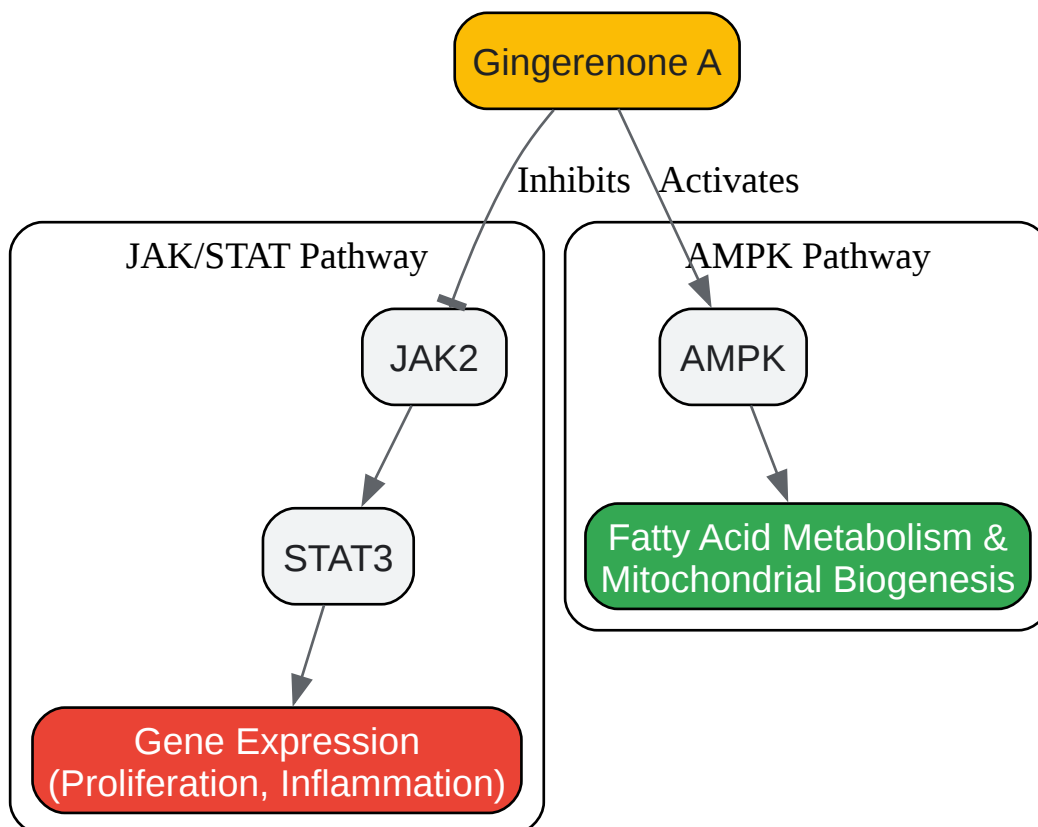 Gingerenone A
Inhibits
Activates
JAK/STAT Pathway
AMPK Pathway
JAK2
AMPK
STAT3
Fatty Acid Metabolism &
Mitochondrial Biogenesis
Gene Expression
(Proliferation, Inflammation)